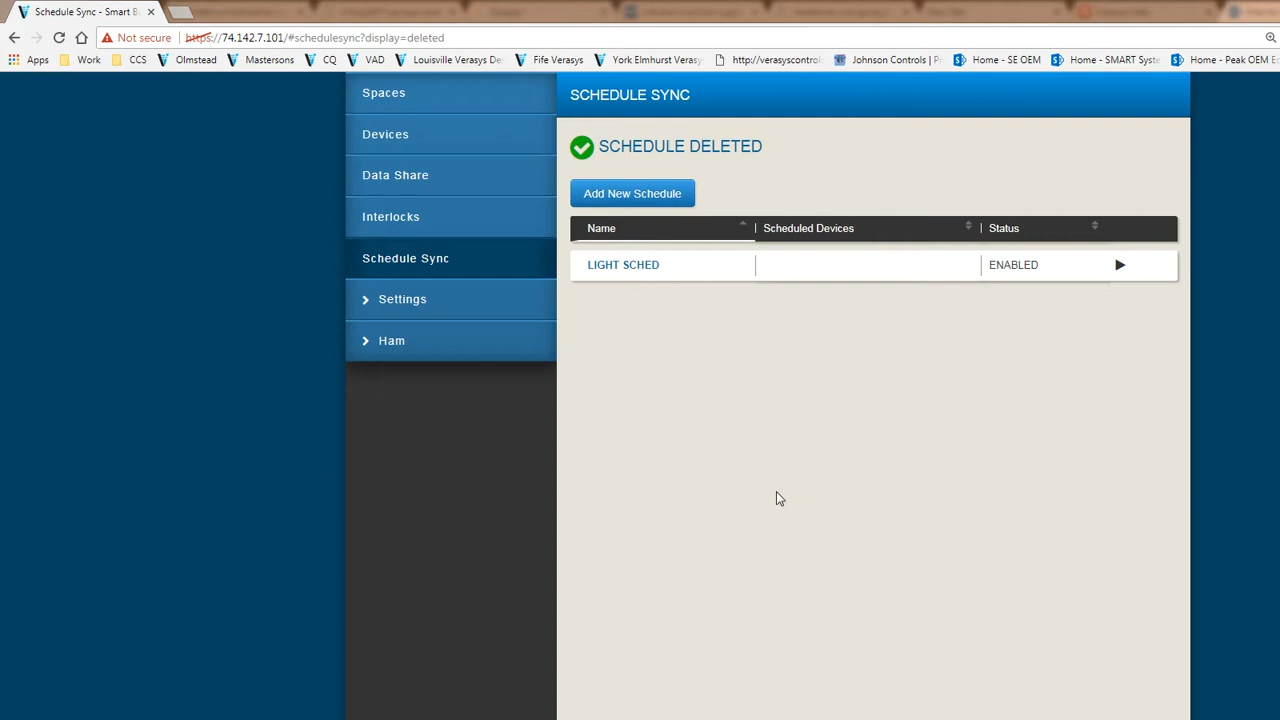 Schedule Sync - Smart B
Not secure https://74.142.7.101/#schedulesync?display=deleted
Apps Work CCS Olmstead Mastersons CQ VAD Louisville Verasys De Fife Verasys York Elmhurst Verasy http://verasyscontrol Johnson Controls | Pr Home - SE OEM Home - SMART Syste Home - Peak OEM E
Spaces
Devices
Data Share
Interlocks
Schedule Sync
Settings
Ham
SCHEDULE SYNC
SCHEDULE DELETED
Add New Schedule
Name Scheduled Devices Status
LIGHT SCHED ENABLED